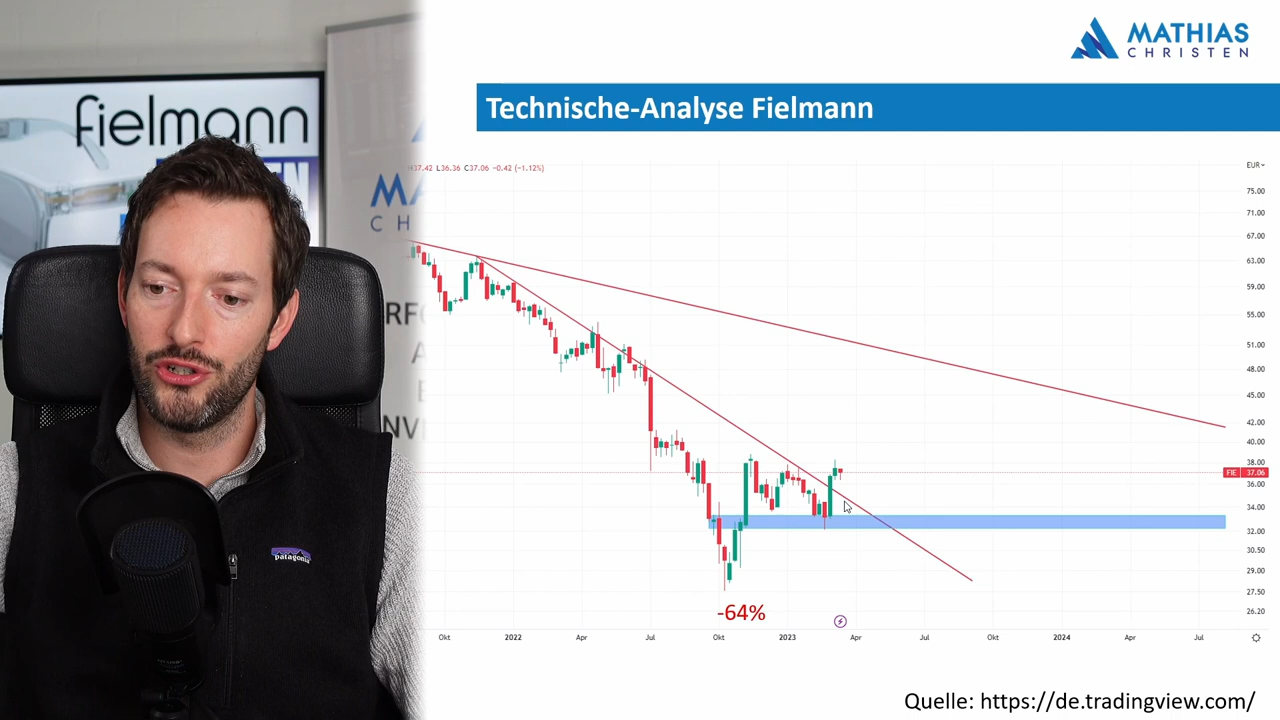 fielmann
MATHIAS
CHRISTEN
Technische-Analyse Fielmann
37.42 L36.36 C37.06 −0.42 (−1.12%)
EUR
75.00
71.00
67.00
63.00
59.00
55.00
51.00
48.00
45.00
42.00
40.00
38.00
FIE 37.06
36.00
34.00
32.00
30.50
29.00
27.50
26.20
-64%
Okt 2022 Apr Jul Okt 2023 Apr Jul Okt 2024 Apr Jul
patagonia
Quelle: https://de.tradingview.com/